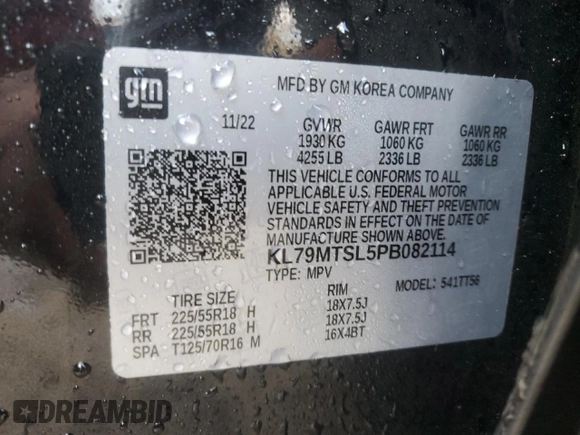 gm
MFD BY GM KOREA COMPANY
11/22 GVWR GAWR FRT GAWR RR
1930 KG 1060 KG 1060 KG
4255 LB 2336 LB 2336 LB
THIS VEHICLE CONFORMS TO ALL
APPLICABLE U.S. FEDERAL MOTOR
VEHICLE SAFETY AND THEFT PREVENTION
STANDARDS IN EFFECT ON THE DATE OF
MANUFACTURE SHOWN ABOVE.
KL79MTSL5PB082114
TYPE: MPV MODEL: 541TT56
TIRE SIZE RIM
FRT 225/55R18 H 18X7.5J
RR 225/55R18 H 18X7.5J
SPA T125/70R16 M 16X4BT
DREAMBID